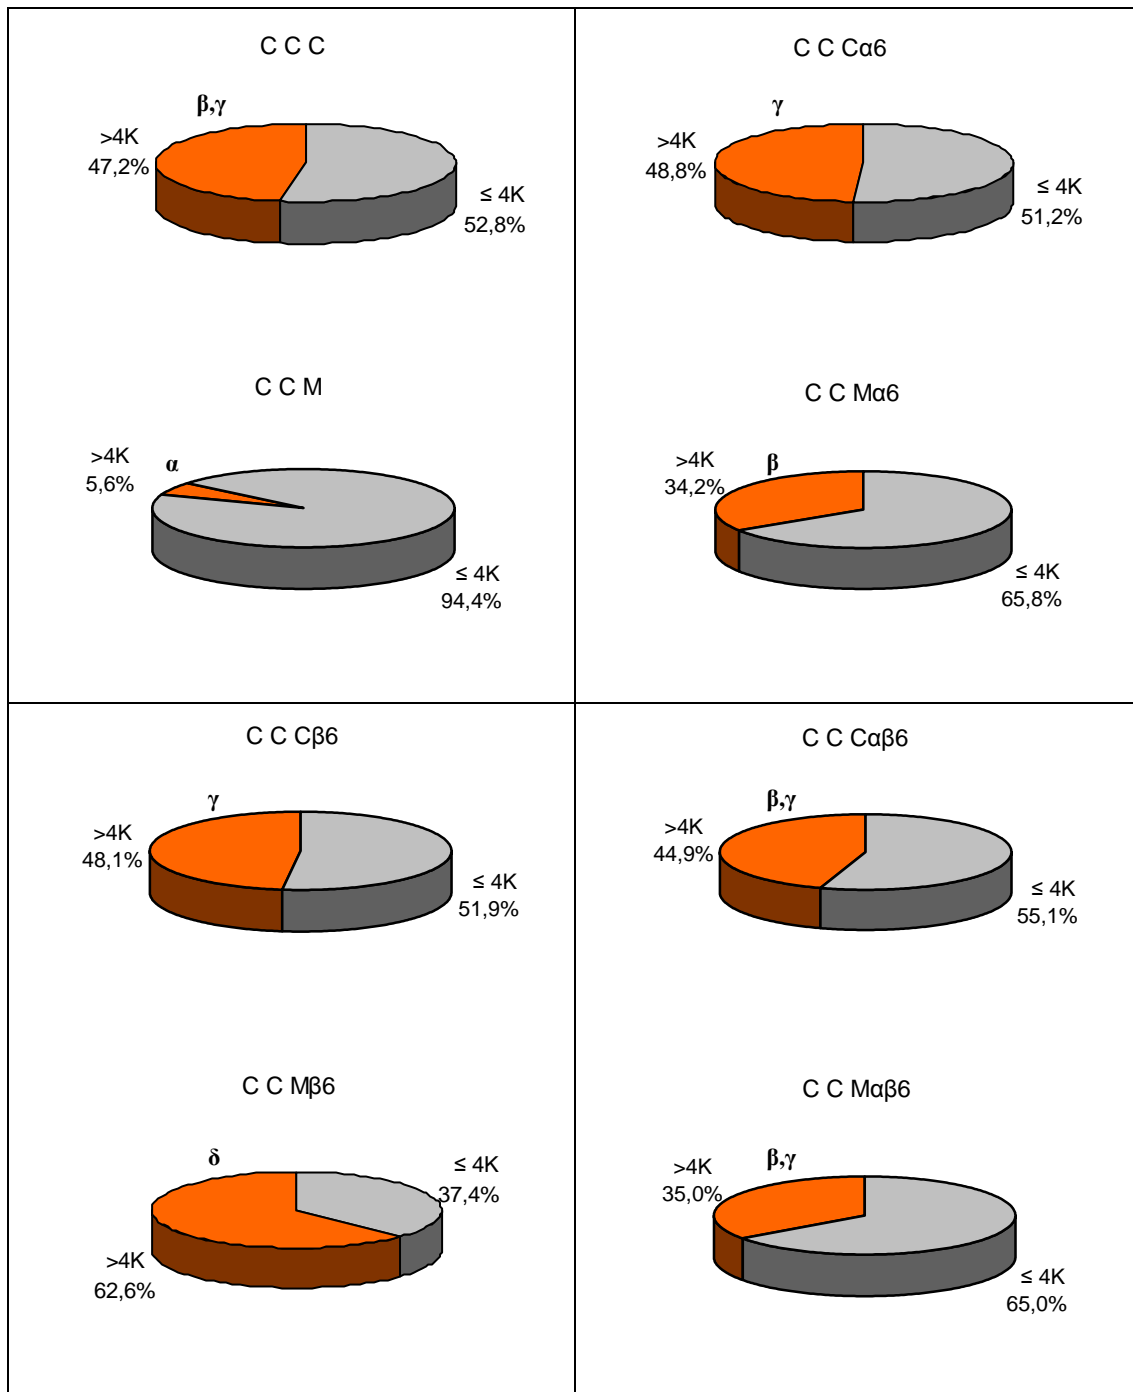 C C C
β,γ
>4K
47,2%
≤ 4K
52,8%
C C Cα6
γ
>4K
48,8%
≤ 4K
51,2%
C C M
α
>4K
5,6%
≤ 4K
94,4%
C C Mα6
β
>4K
34,2%
≤ 4K
65,8%
C C Cβ6
γ
>4K
48,1%
≤ 4K
51,9%
C C Cαβ6
β,γ
>4K
44,9%
≤ 4K
55,1%
C C Mβ6
δ
≤ 4K
37,4%
>4K
62,6%
C C Mαβ6
β,γ
>4K
35,0%
≤ 4K
65,0%